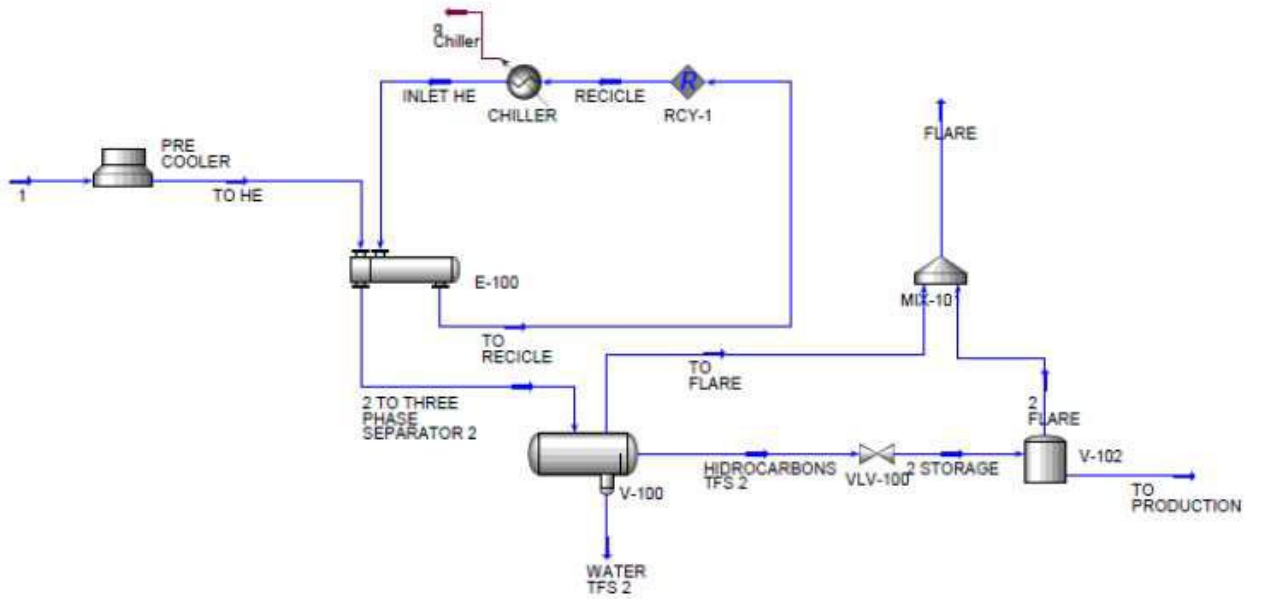 q
Chiller
INLET HE
CHILLER
RECICLE
R
RCY-1
FLARE
PRE
COOLER
1
TO HE
E-100
MIX-10
TO
RECICLE
TO
FLARE
2 TO THREE
PHASE
SEPARATOR 2
2
FLARE
HIDROCARBONS
TFS 2
VLV-100
2 STORAGE
V-102
V-100
TO
PRODUCTION
WATER
TFS 2